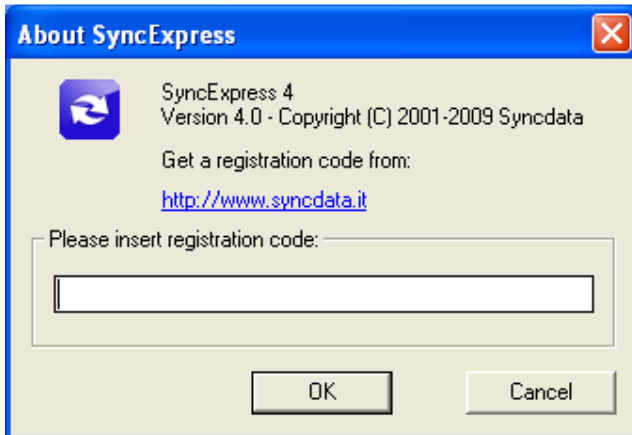 About SyncExpress
SyncExpress 4
Version 4.0 - Copyright (C) 2001-2009 Syncdata
Get a registration code from:
http://www.syncdata.it
Please insert registration code:
OK
Cancel